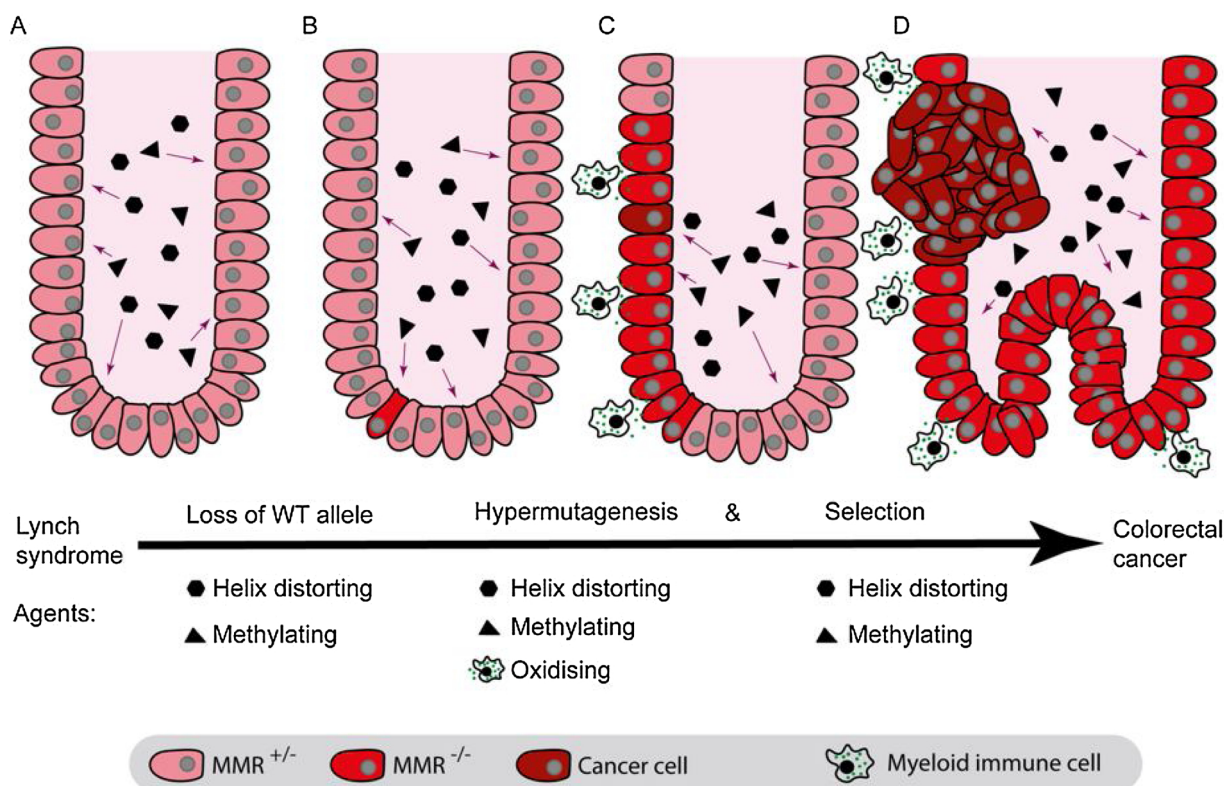 A B C D
Loss of WT allele Hypermutagenesis & Selection
Lynch
syndrome
Colorectal
cancer
Agents:
Helix distorting Helix distorting Helix distorting
Methylating Methylating Methylating
Oxidising
MMR +/- MMR -/- Cancer cell Myeloid immune cell